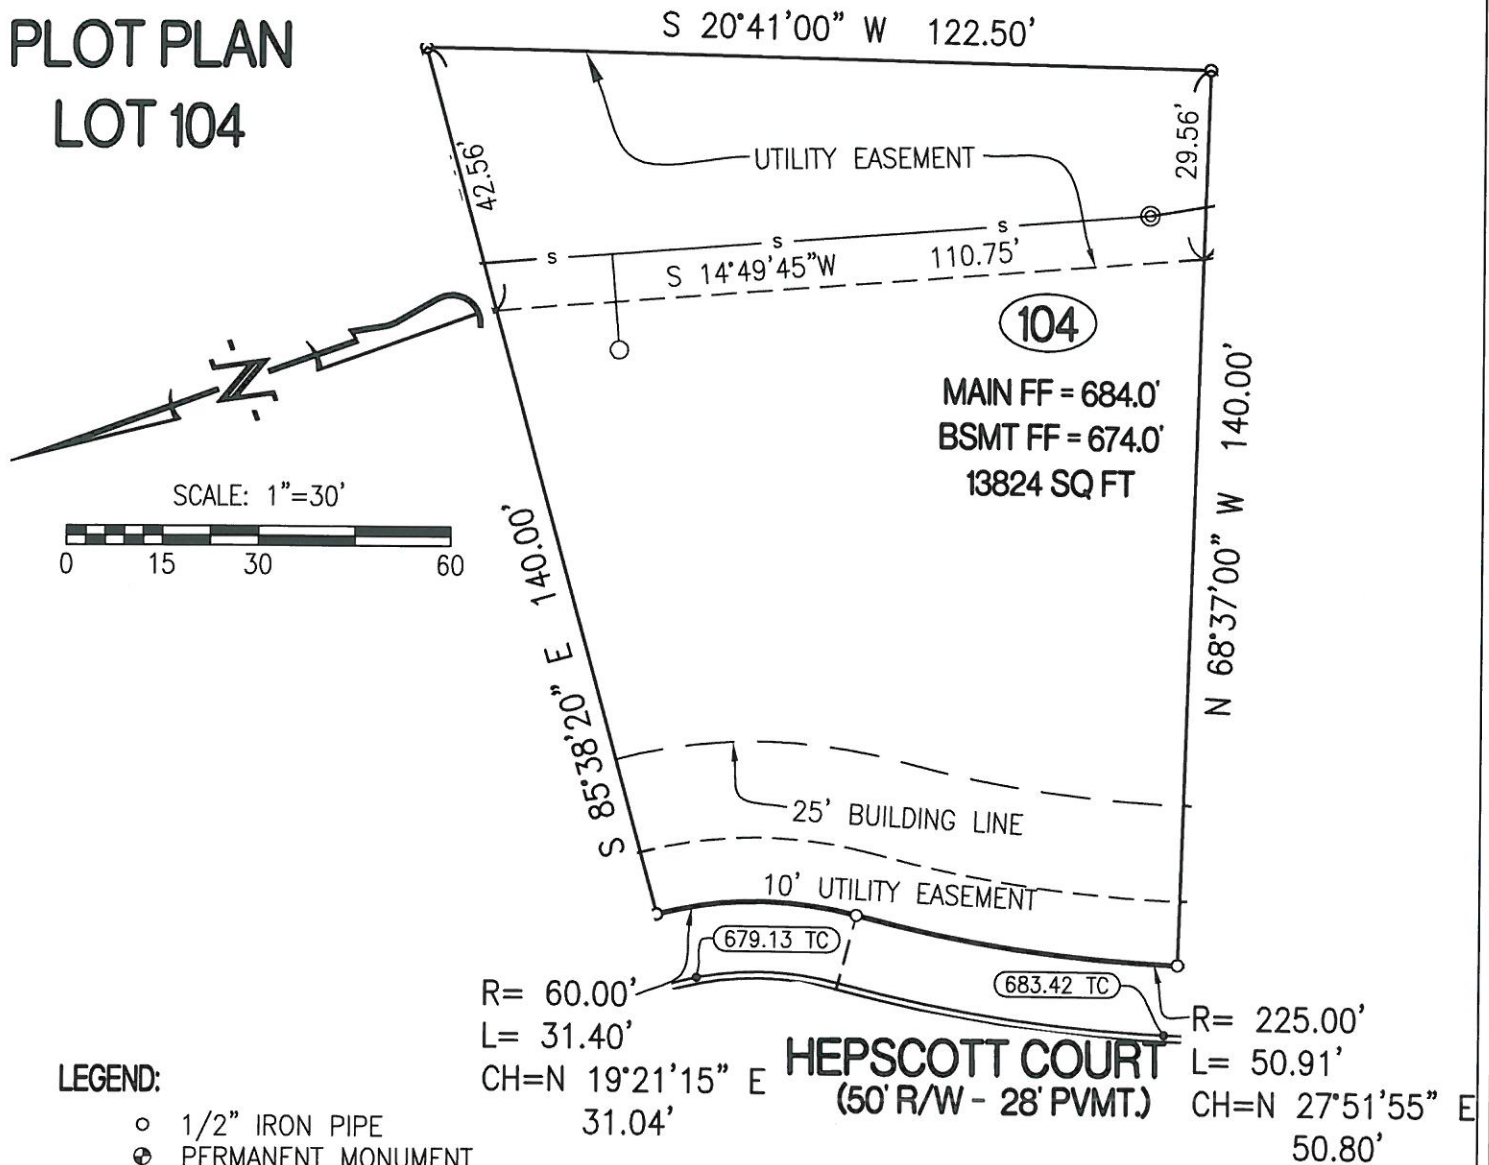 PLOT PLAN
LOT 104
S 20°41'00" W 122.50'
42.56'
29.56'
UTILITY EASEMENT
s s s
S 14°49'45"W 110.75'
104
MAIN FF = 684.0'
BSMT FF = 674.0'
13824 SQ FT
N
SCALE: 1"=30'
0 15 30 60
S 85°38'20" E 140.00'
N 68°37'00" W 140.00'
25' BUILDING LINE
10' UTILITY EASEMENT
679.13 TC
683.42 TC
R= 60.00'
L= 31.40'
CH=N 19°21'15" E
31.04'
HEPSCOTT COURT
(50' R/W - 28' PVMT.)
R= 225.00'
L= 50.91'
CH=N 27°51'55" E
50.80'
LEGEND:
1/2" IRON PIPE
PERMANENT MONUMENT